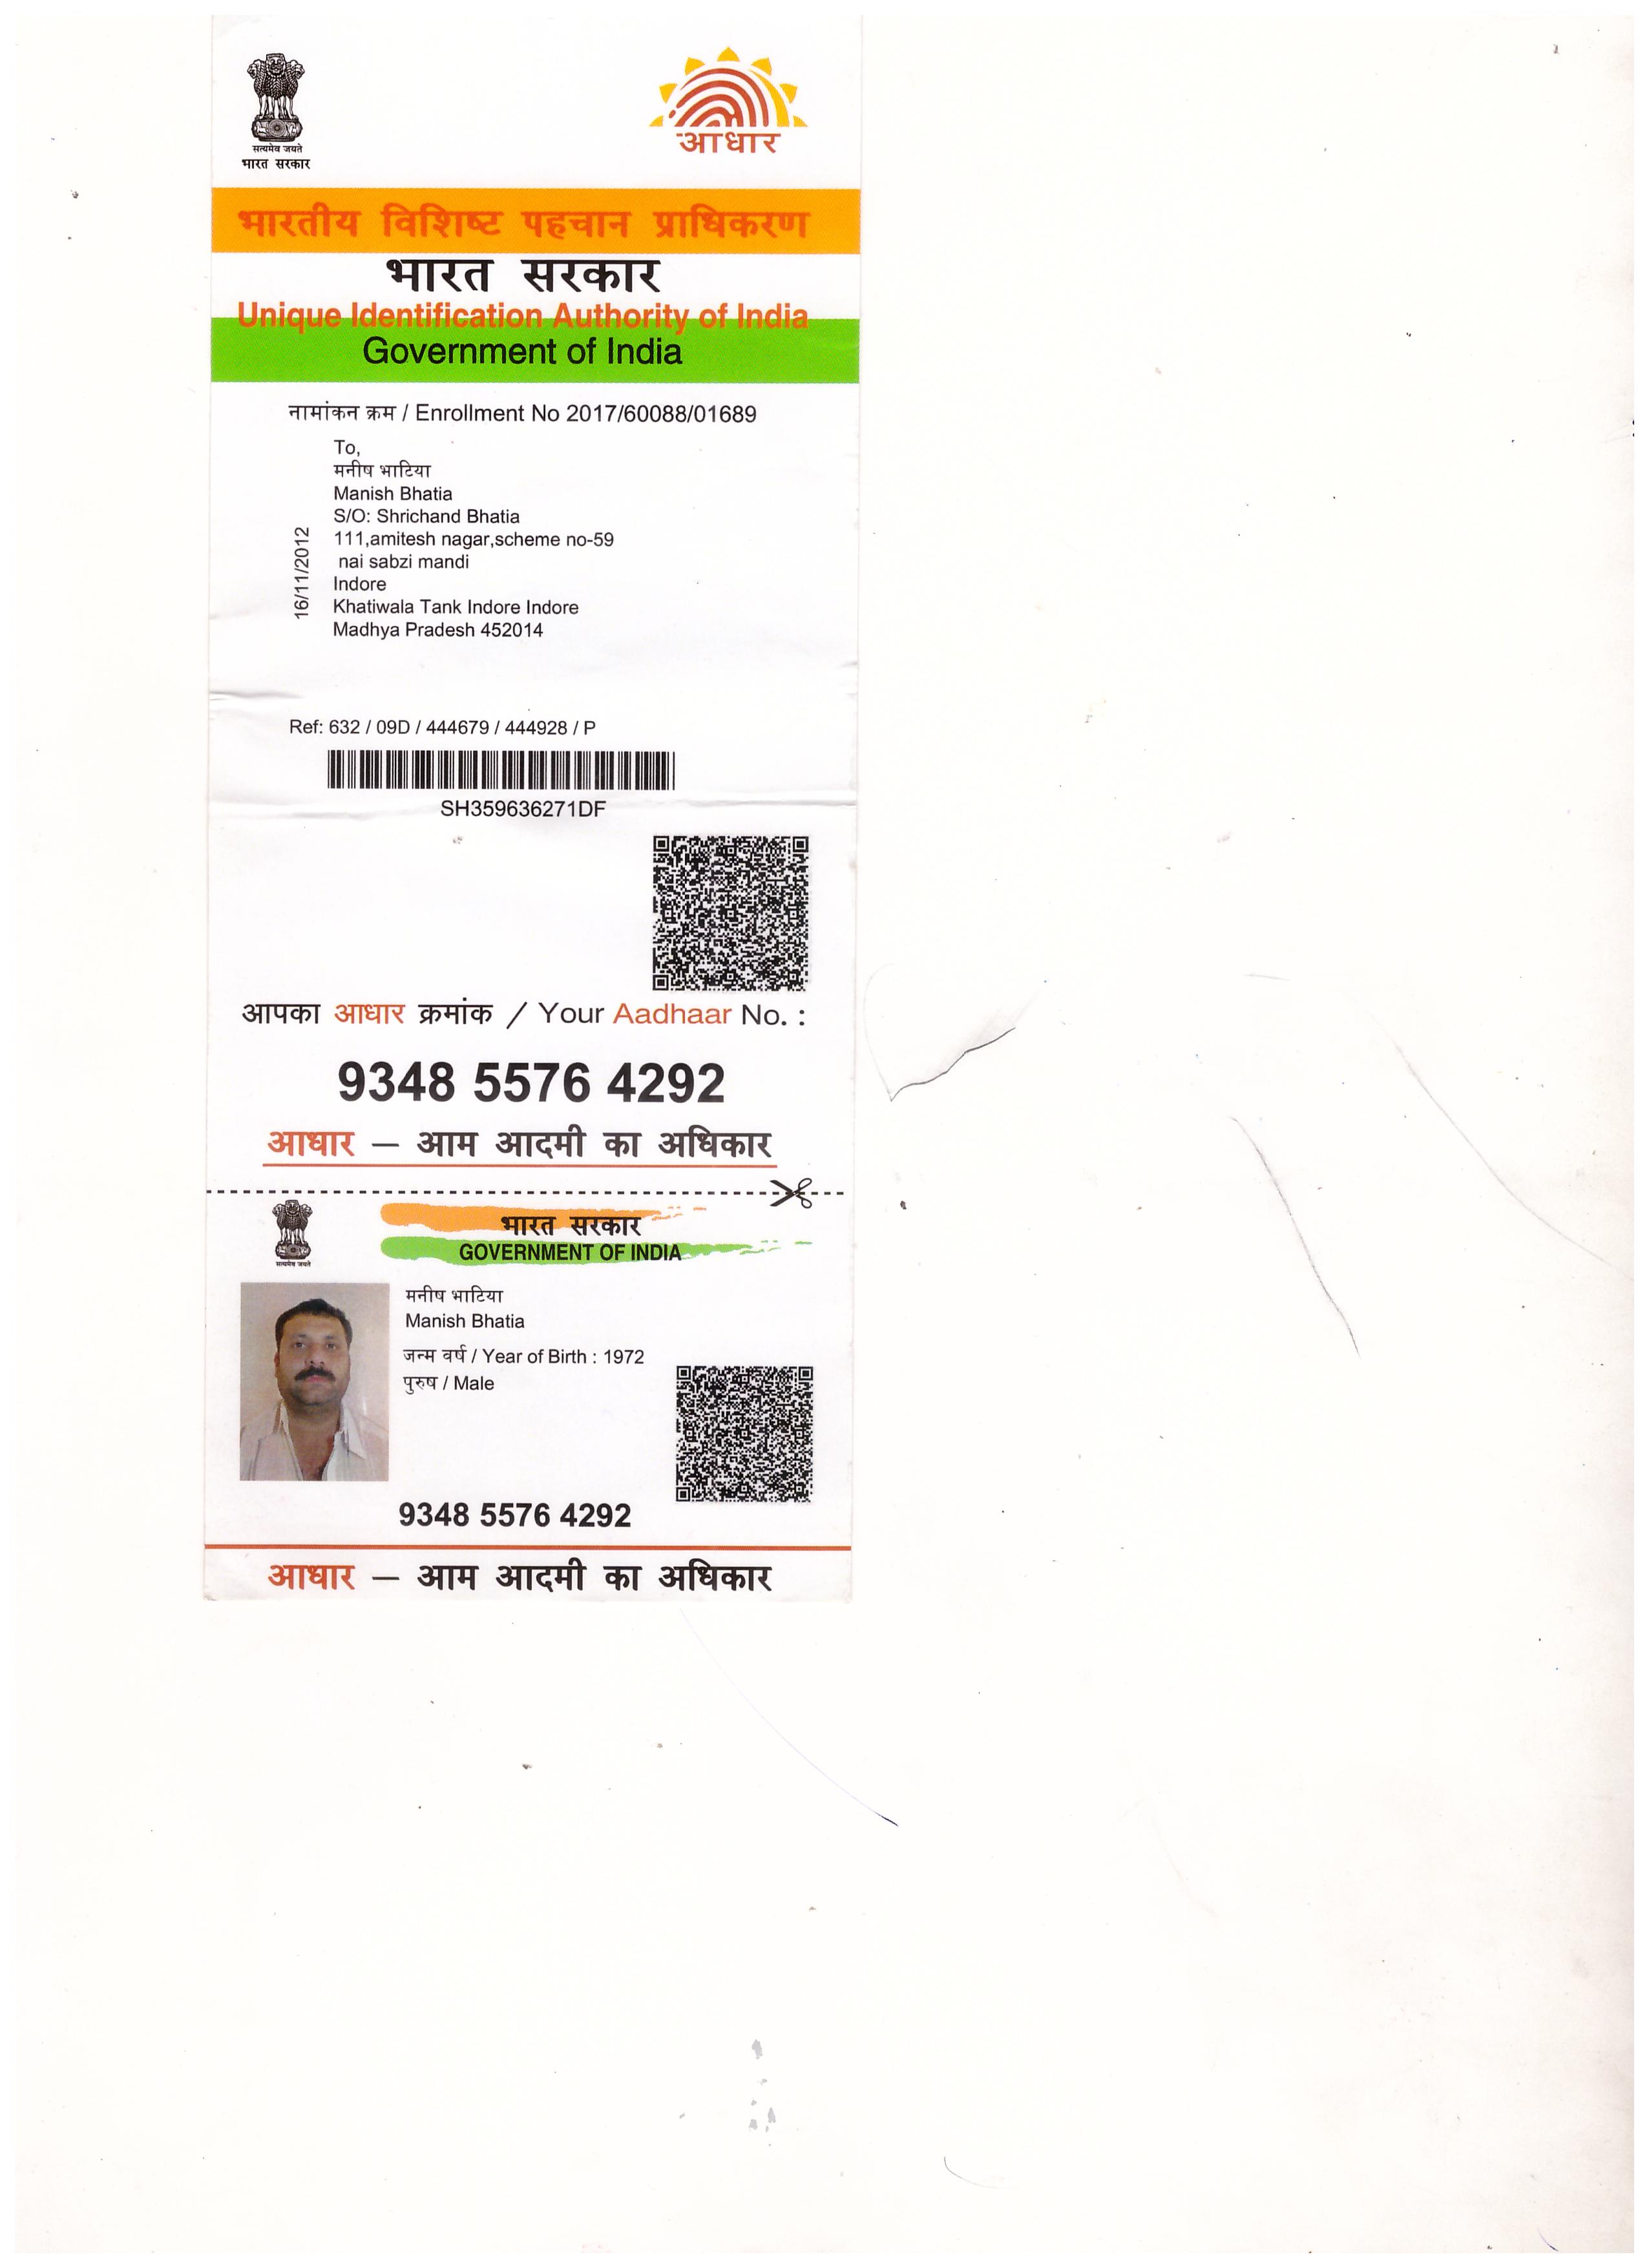 सत्यमेव जयते
भारत सरकार
आधार
भारतीय विशिष्ट पहचान प्राधिकरण
भारत सरकार
Unique Identification Authority of India
Government of India
नामांकन क्रम / Enrollment No 2017/60088/01689
To,
मनीष भाटिया
Manish Bhatia
S/O: Shrichand Bhatia
111,amitesh nagar,scheme no-59
nai sabzi mandi
Indore
Khatiwala Tank Indore Indore
Madhya Pradesh 452014
16/11/2012
Ref: 632 / 09D / 444679 / 444928 / P
SH359636271DF
आपका आधार क्रमांक / Your Aadhaar No. :
9348 5576 4292
आधार – आम आदमी का अधिकार
सत्यमेव जयते
भारत सरकार
GOVERNMENT OF INDIA
मनीष भाटिया
Manish Bhatia
जन्म वर्ष / Year of Birth : 1972
पुरुष / Male
9348 5576 4292
आधार – आम आदमी का अधिकार